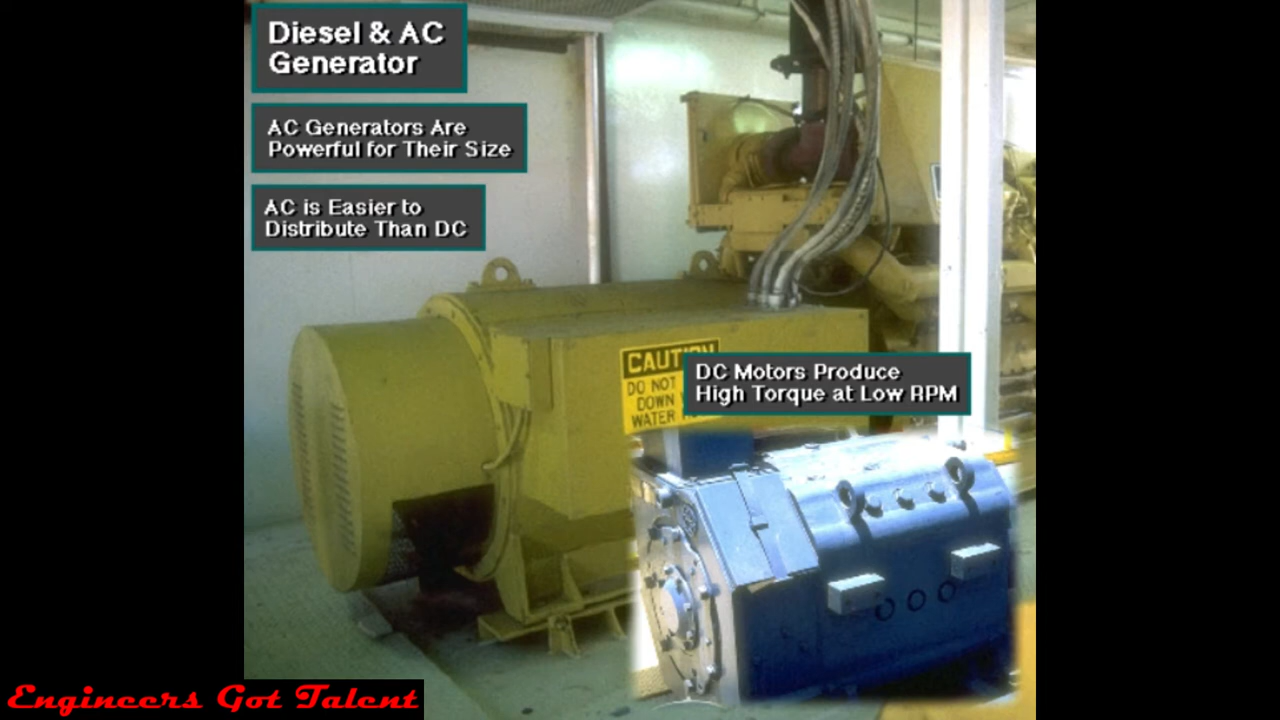 Diesel & AC
Generator
AC Generators Are
Powerful for Their Size
AC is Easier to
Distribute Than DC
DC Motors Produce
High Torque at Low RPM
CAUTION
DO NOT
DOWN
WATER
Engineers Got Talent